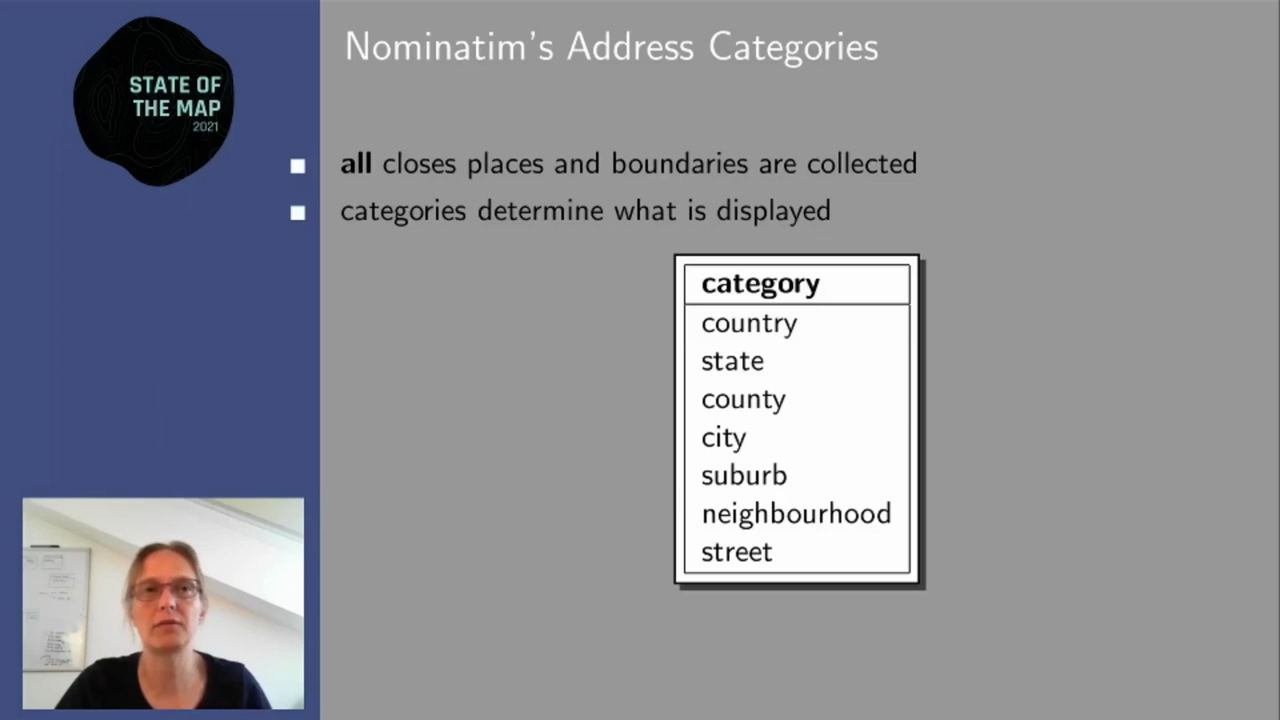 STATE OF
THE MAP
2021
Nominatim's Address Categories
all closes places and boundaries are collected
categories determine what is displayed
category
country
state
county
city
suburb
neighbourhood
street